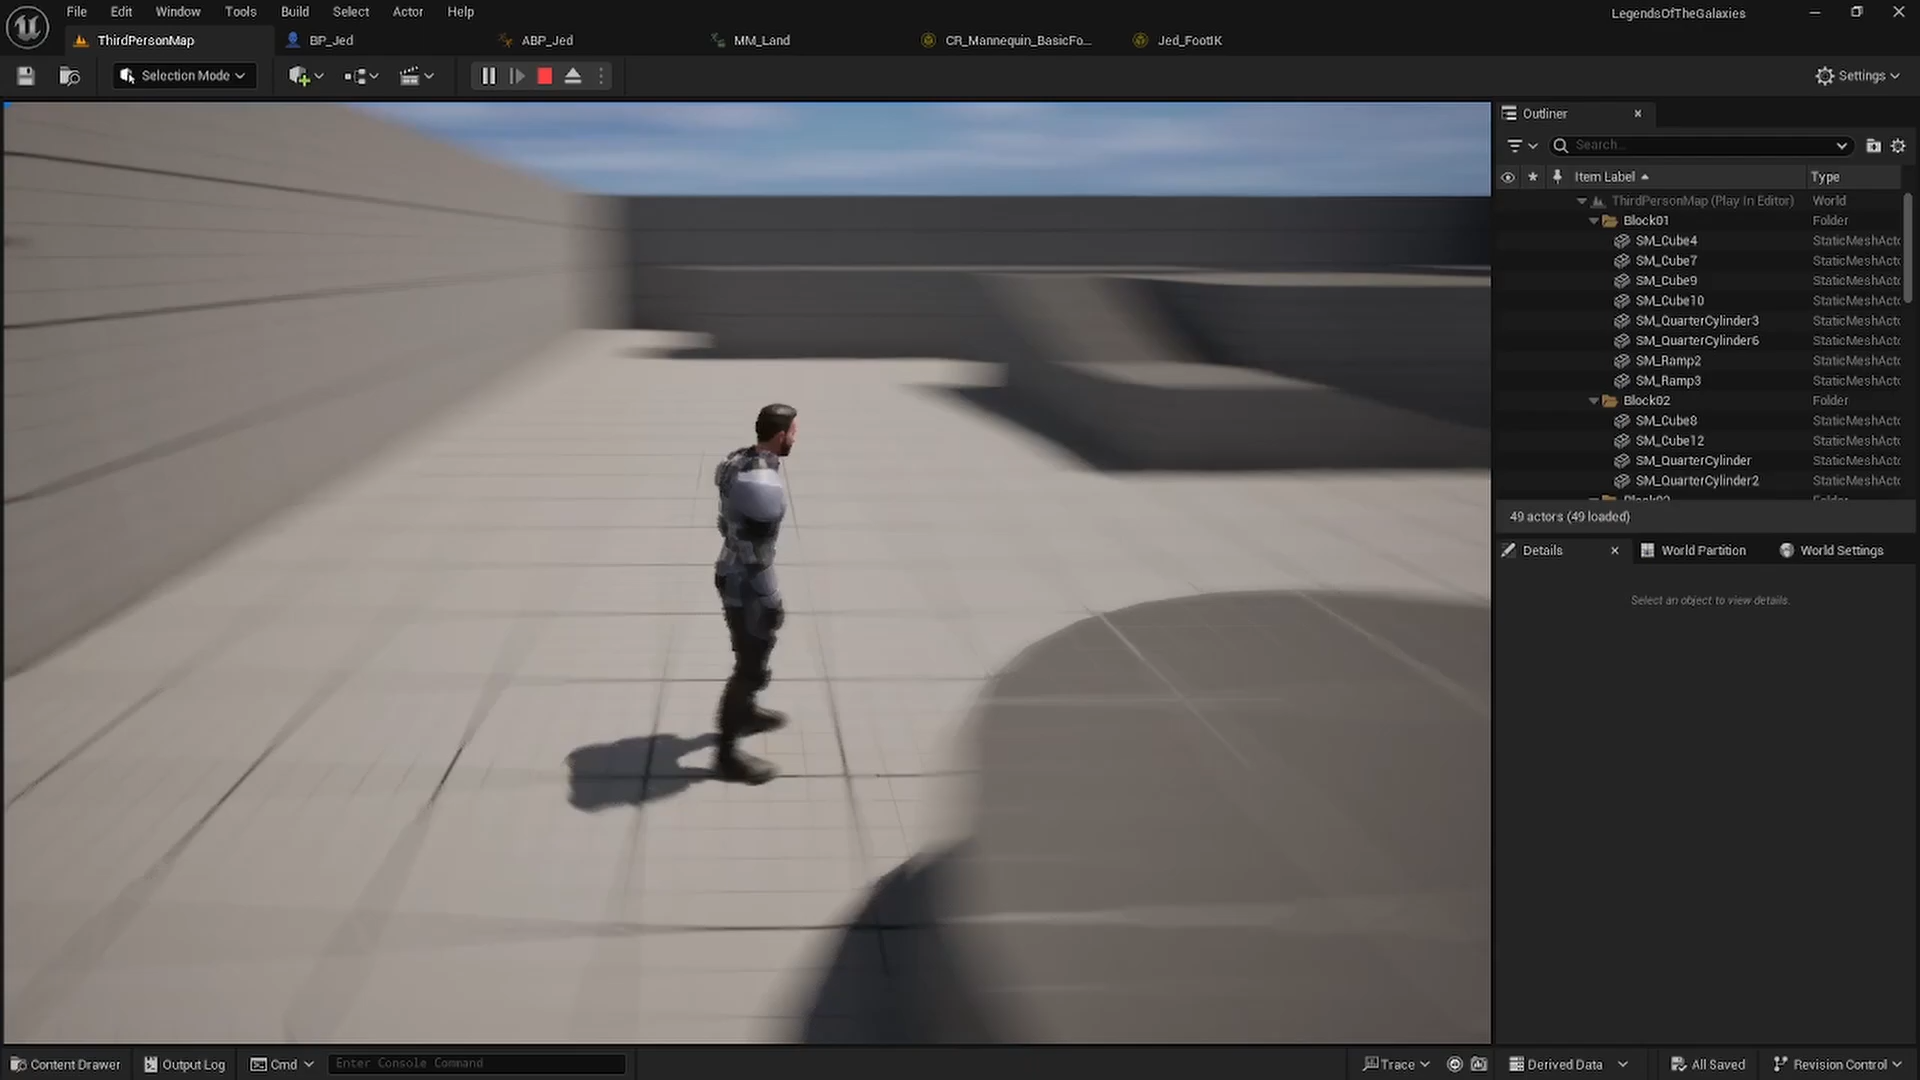 File Edit Window Tools Build Select Actor Help
LegendsOfTheGalaxies
ThirdPersonMap
BP_Jed
ABP_Jed
MM_Land
CR_Mannequin_BasicFo...
Jed_FootIK
Selection Mode
Settings
Outliner
Search...
Item Label
Type
ThirdPersonMap (Play In Editor) World
Block01 Folder
SM_Cube4 StaticMeshActo
SM_Cube7 StaticMeshActo
SM_Cube9 StaticMeshActo
SM_Cube10 StaticMeshActo
SM_QuarterCylinder3 StaticMeshActo
SM_QuarterCylinder6 StaticMeshActo
SM_Ramp2 StaticMeshActo
SM_Ramp3 StaticMeshActo
Block02 Folder
SM_Cube8 StaticMeshActo
SM_Cube12 StaticMeshActo
SM_QuarterCylinder StaticMeshActo
SM_QuarterCylinder2 StaticMeshActo
49 actors (49 loaded)
Details
World Partition
World Settings
Select an object to view details.
Content Drawer
Output Log
Cmd
Enter Console Command
Trace
Derived Data
All Saved
Revision Control